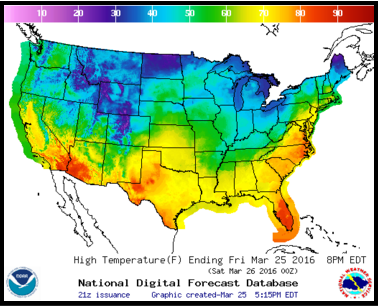 10 20 30 40 50 60 70 80 90
High Temperature(F) Ending Fri Mar 25 2016 8PM EDT
(Sat Mar 26 2016 00Z)
National Digital Forecast Database
21z issuance Graphic created-Mar 25 5:15PM EDT